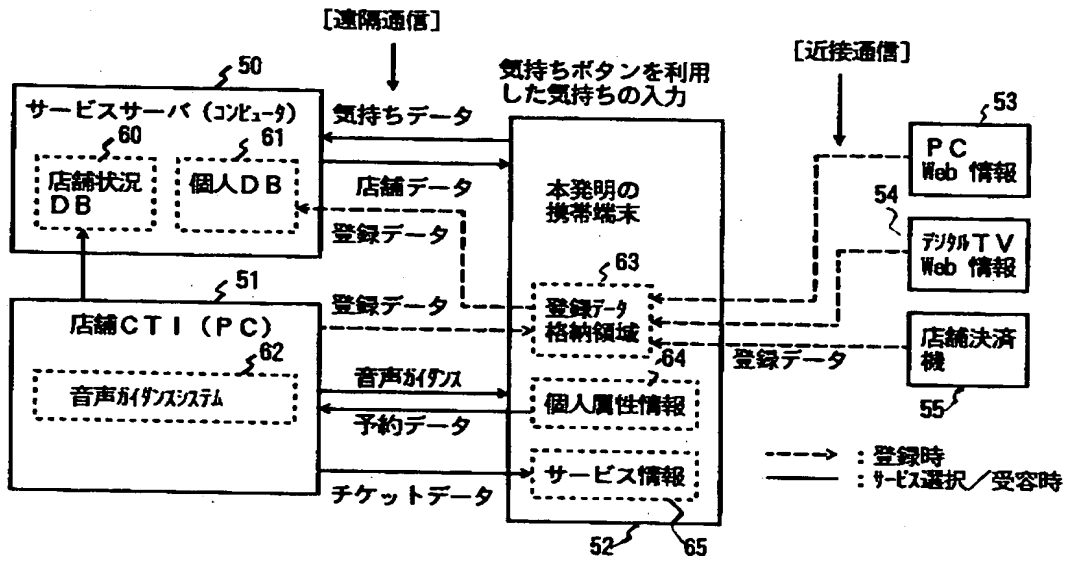 [遠隔通信]
[近接通信]
50
サービスサーバ(コンピュータ)
60
61
店舗状況
DB
個人DB
気持ちデータ
店舗データ
登録データ
気持ちボタンを利用
した気持ちの入力
本発明の
携帯端末
53
PC
Web 情報
54
デジタルTV
Web 情報
51
店舗CTI(PC)
62
音声ガイダンスシステム
登録データ
63
登録データ
格納領域
64
登録データ
店舗決済
機
55
音声ガイダンス
予約データ
個人属性情報
チケットデータ
サービス情報
52
65
:登録時
:サービス選択/受容時